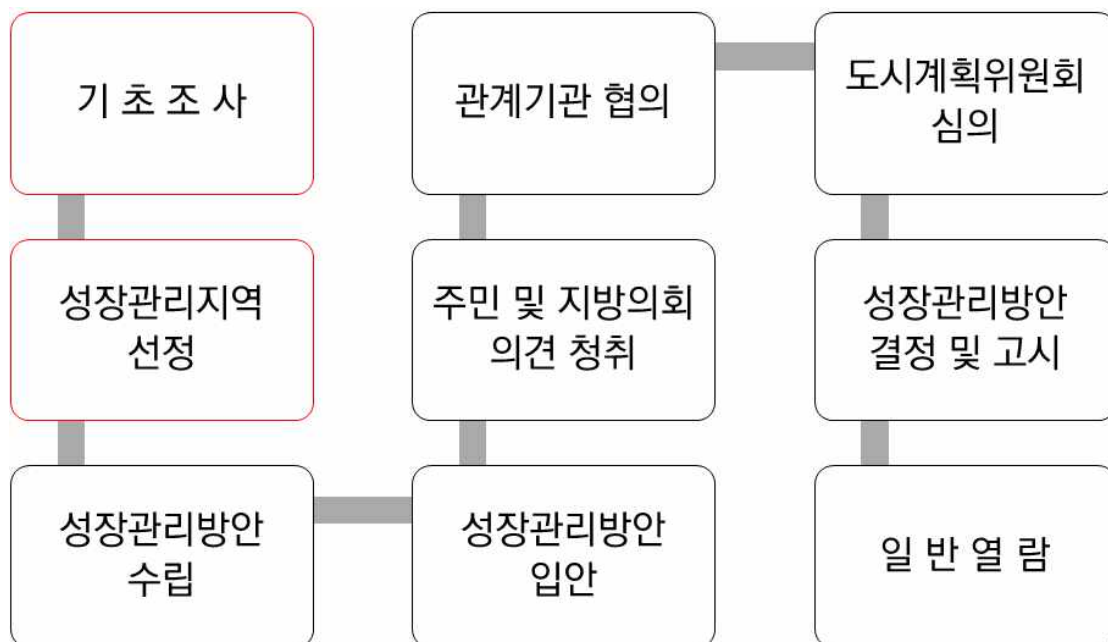 기 초 조 사
성장관리지역
선정
성장관리방안
수립
성장관리방안
입안
주민 및 지방의회
의견 청취
관계기관 협의
도시계획위원회
심의
성장관리방안
결정 및 고시
일 반 열 람